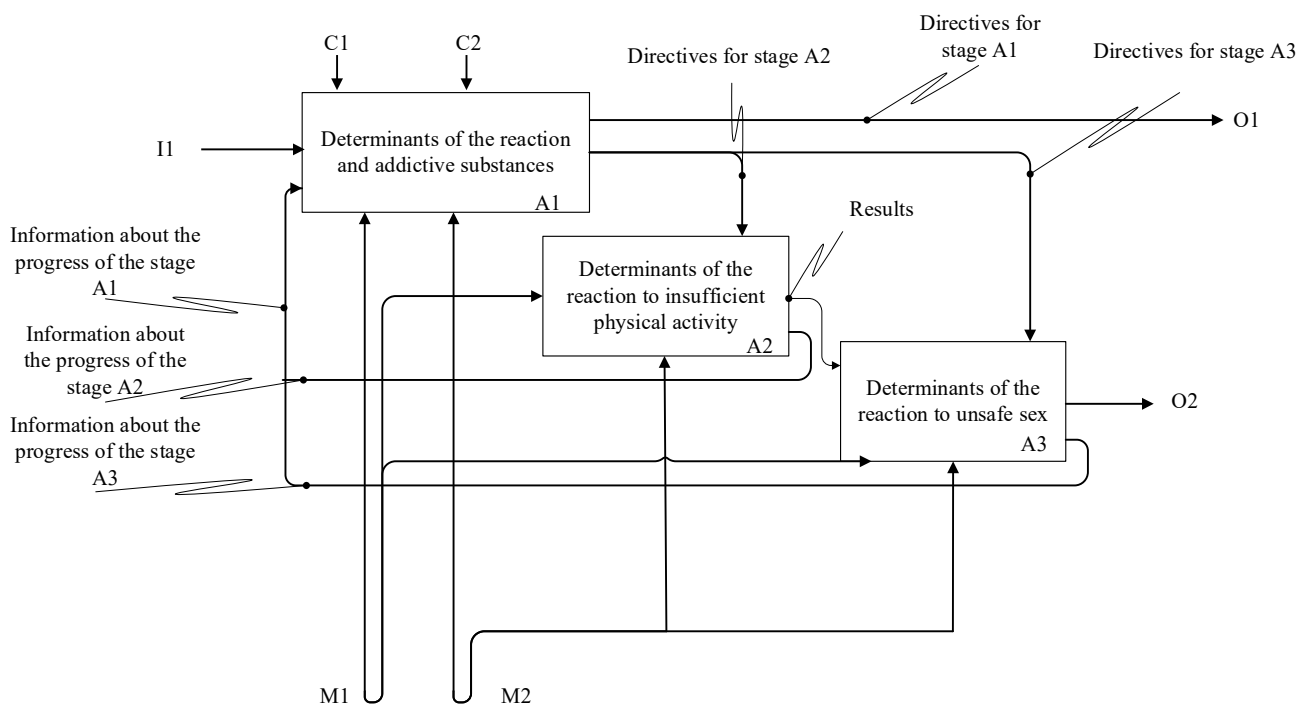 Directives for
stage A1
C1
C2
Directives for stage A2
Directives for stage A3
O1
I1
Determinants of the reaction
and addictive substances
A1
Results
Information about the
progress of the stage
A1
Determinants of the
reaction to insufficient
physical activity
A2
Information about
the progress of the
stage A2
Determinants of the
reaction to unsafe sex
A3
O2
Information about the
progress of the stage
A3
M1
M2